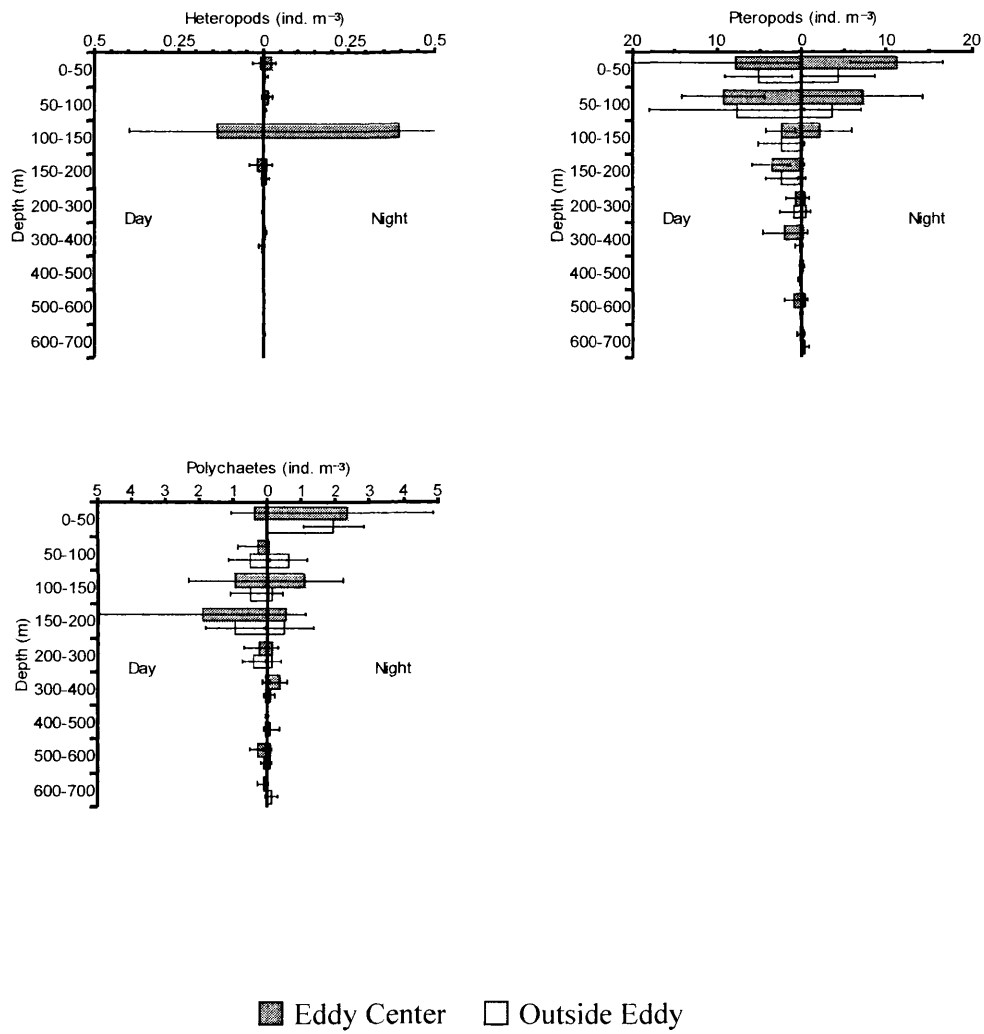 Heteropods (ind. m⁻³)
0.5 0.25 0 0.25 0.5
Depth (m)
0-50
50-100
100-150
150-200
200-300
300-400
400-500
500-600
600-700
Day
Night
Pteropods (ind. m⁻³)
20 10 0 10 20
Depth (m)
0-50
50-100
100-150
150-200
200-300
300-400
400-500
500-600
600-700
Day
Night
Polychaetes (ind. m⁻³)
5 4 3 2 1 0 1 2 3 4 5
Depth (m)
0-50
50-100
100-150
150-200
200-300
300-400
400-500
500-600
600-700
Day
Night
Eddy Center Outside Eddy